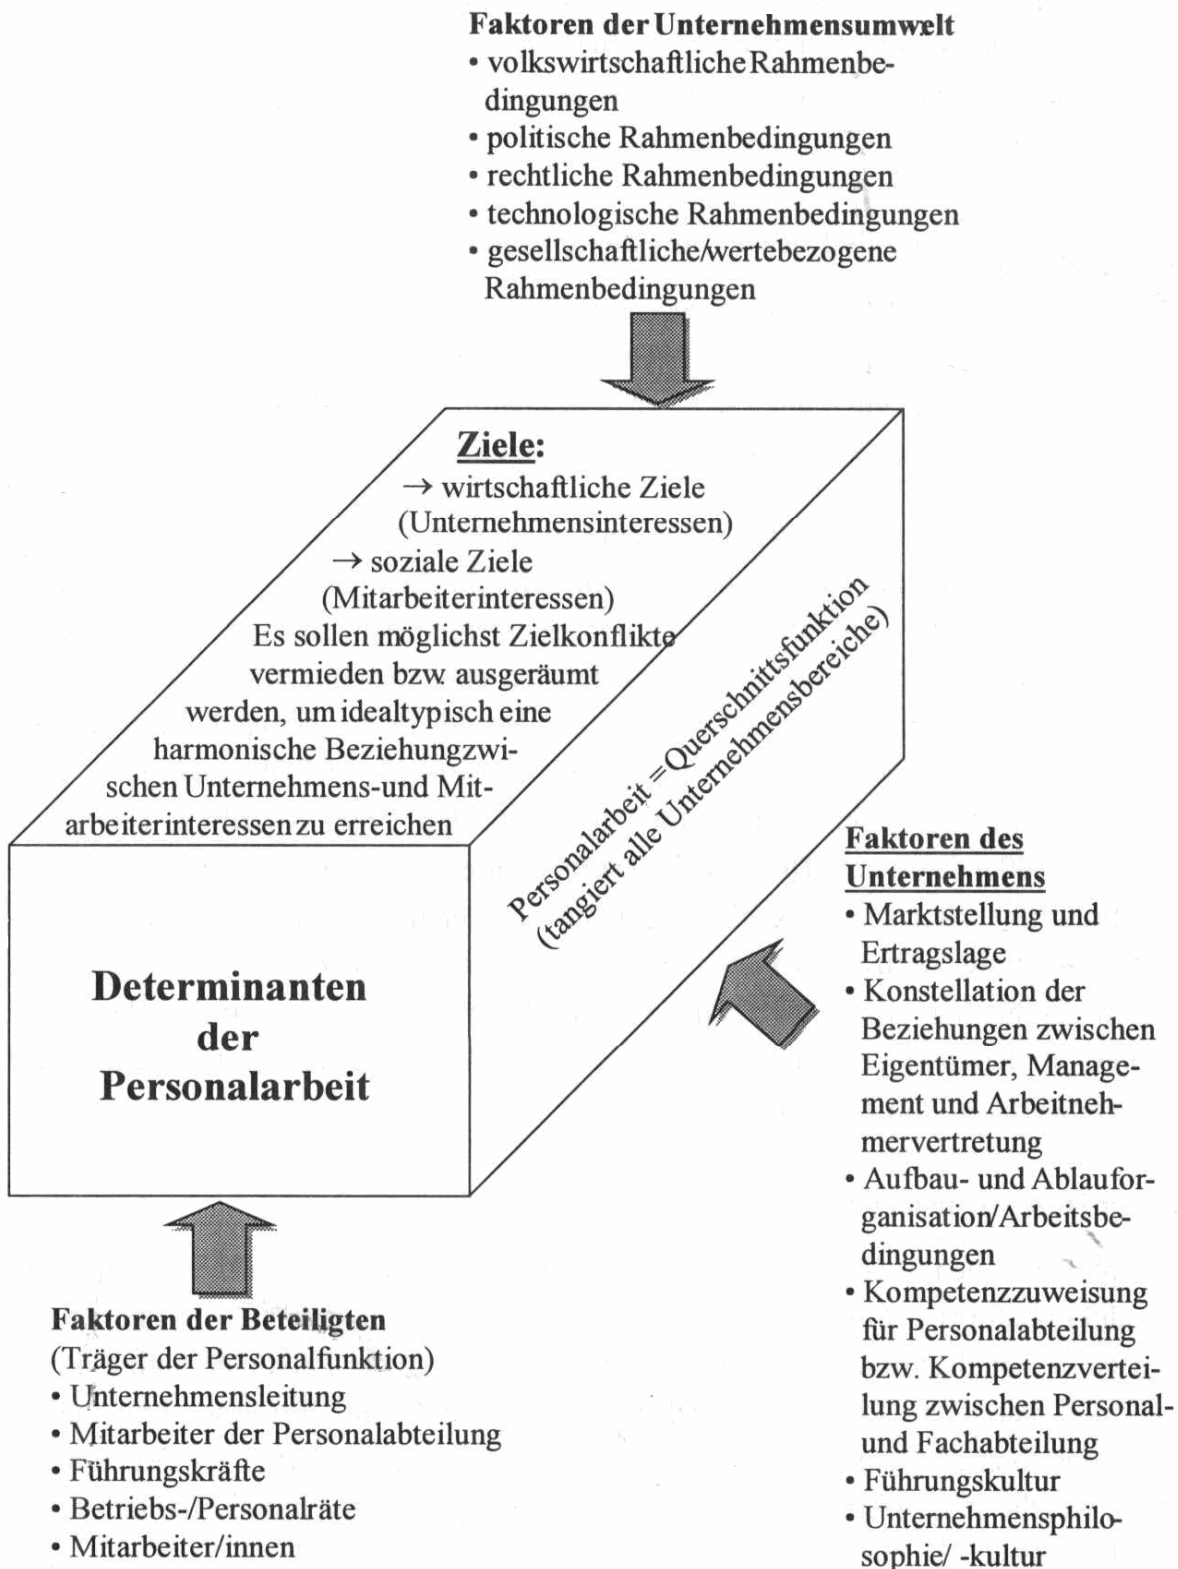 Faktoren der Unternehmensumwelt
• volkswirtschaftliche Rahmenbe-
dingungen
• politische Rahmenbedingungen
• rechtliche Rahmenbedingungen
• technologische Rahmenbedingungen
• gesellschaftliche/wertebezogene
Rahmenbedingungen
Ziele:
→ wirtschaftliche Ziele
(Unternehmensinteressen)
→ soziale Ziele
(Mitarbeiterinteressen)
Es sollen möglichst Zielkonflikte
vermieden bzw. ausgeräumt
werden, um idealtypisch eine
harmonische Beziehung zwi-
schen Unternehmens- und Mit-
arbeiterinteressen zu erreichen
Personalarbeit = Querschnittsfunktion
(tangiert alle Unternehmensbereiche)
Determinanten
der
Personalarbeit
Faktoren des
Unternehmens
• Marktstellung und
Ertragslage
• Konstellation der
Beziehungen zwischen
Eigentümer, Manage-
ment und Arbeitneh-
mervertretung
• Aufbau- und Ablaufor-
ganisation/Arbeitsbe-
dingungen
• Kompetenzzuweisung
für Personalabteilung
bzw. Kompetenzvertei-
lung zwischen Personal-
und Fachabteilung
• Führungskultur
• Unternehmensphilo-
sophie/ -kultur
Faktoren der Beteiligten
(Träger der Personalfunktion)
• Unternehmensleitung
• Mitarbeiter der Personalabteilung
• Führungskräfte
• Betriebs-/Personalräte
• Mitarbeiter/innen